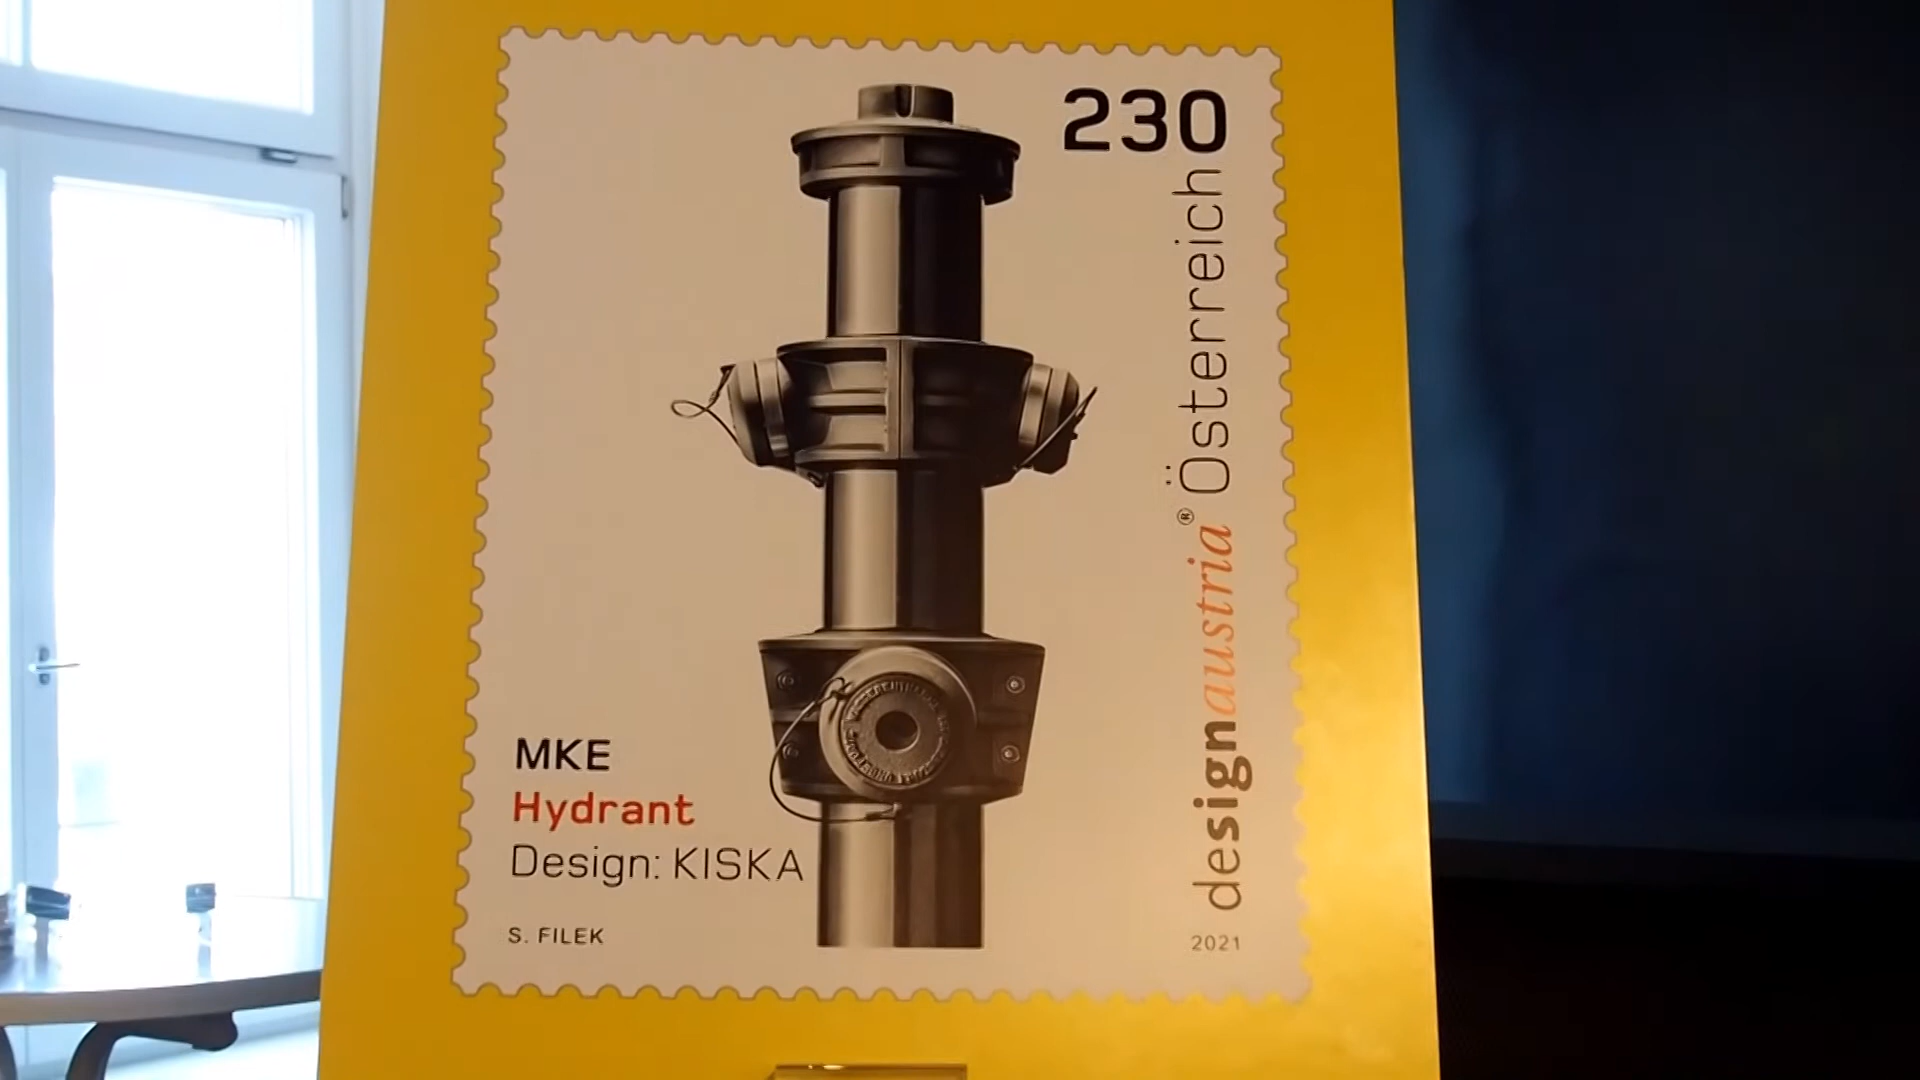 230
designaustria® Österreich
MKE
Hydrant
Design: KISKA
S. FILEK
2021